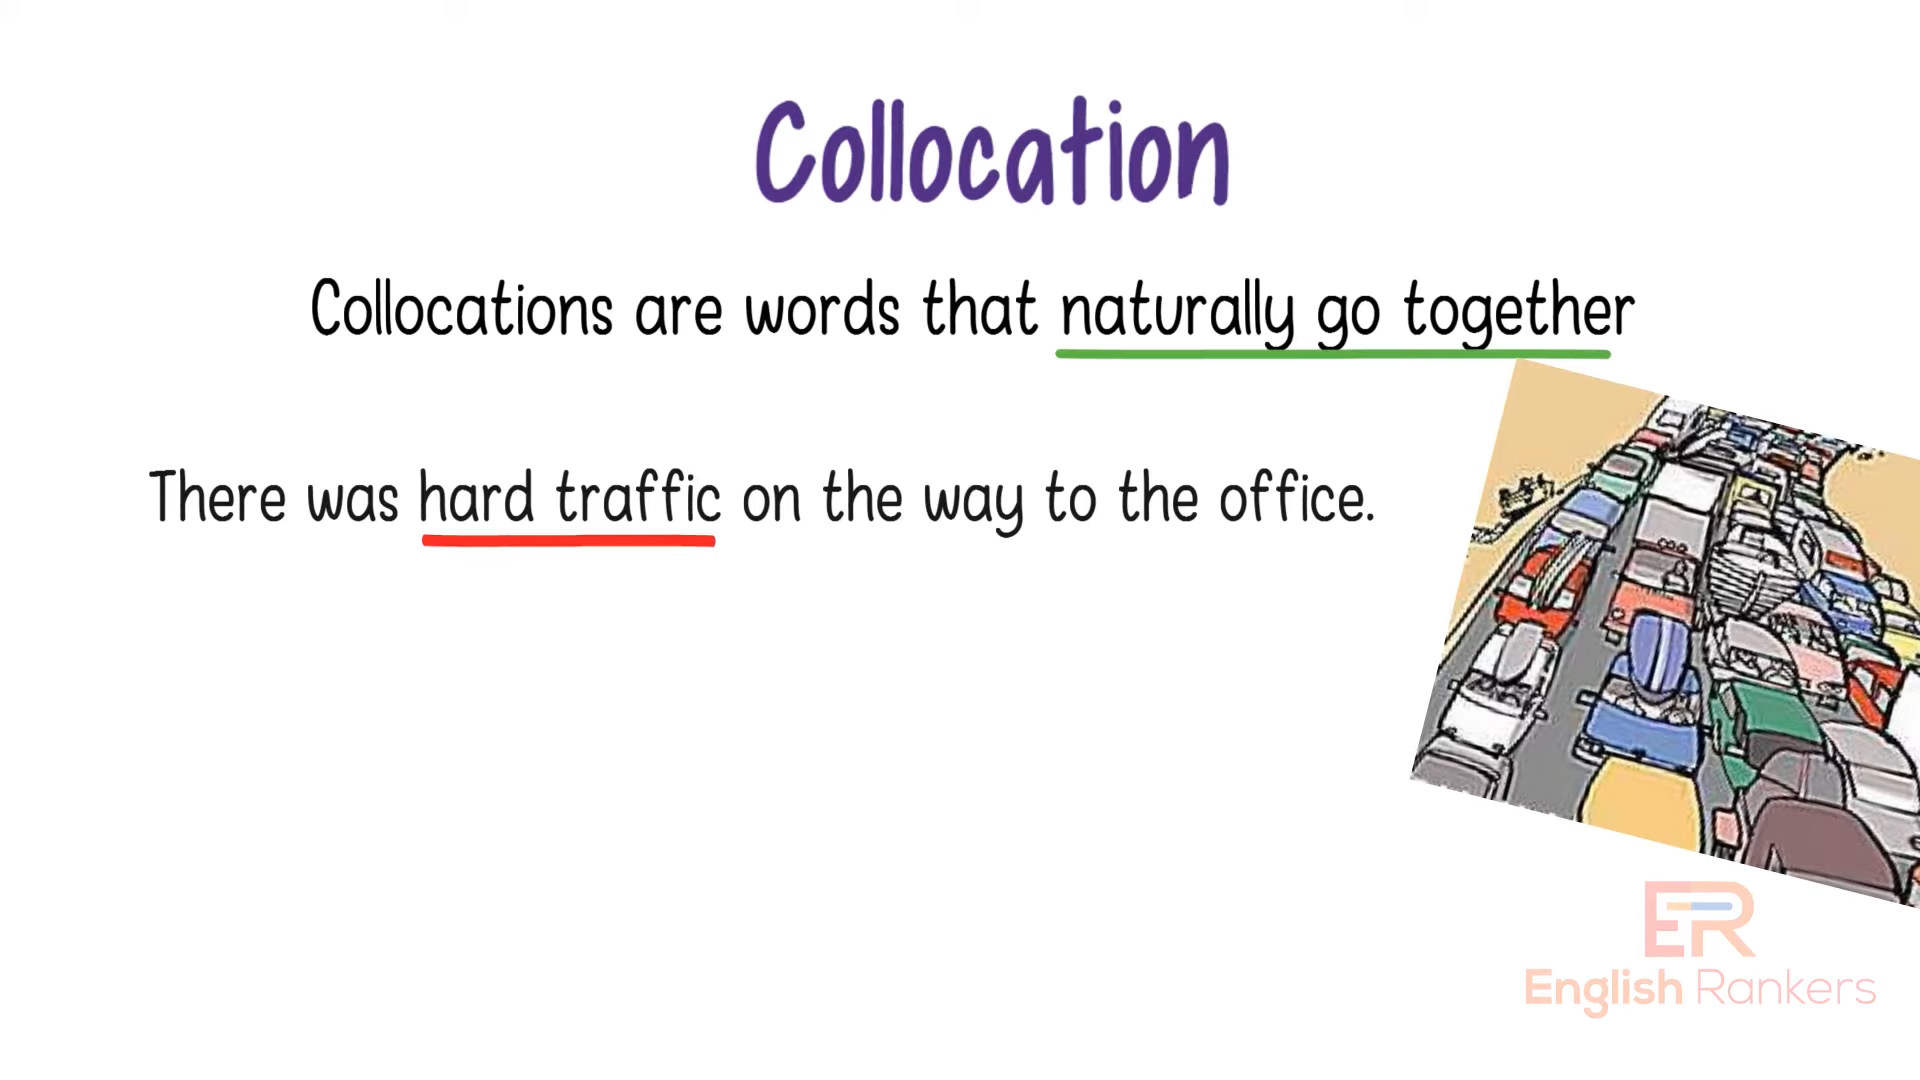 Collocation
Collocations are words that naturally go together
There was hard traffic on the way to the office.
ER
English Rankers